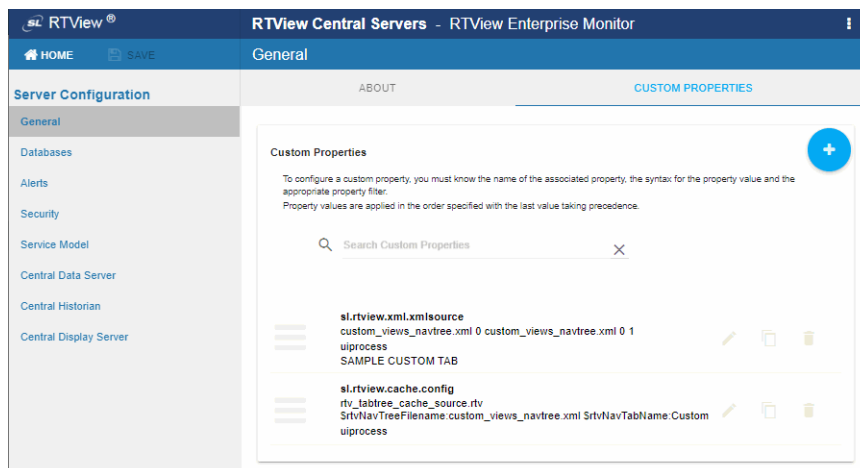 SL RTView ®
RTView Central Servers - RTView Enterprise Monitor
HOME
SAVE
General
Server Configuration
General
Databases
Alerts
Security
Service Model
Central Data Server
Central Historian
Central Display Server
ABOUT
CUSTOM PROPERTIES
Custom Properties
To configure a custom property, you must know the name of the associated property, the syntax for the property value and the
appropriate property filter.
Property values are applied in the order specified with the last value taking precedence.
Search Custom Properties
sl.rtview.xml.xmlsource
custom_views_navtree.xml 0 custom_views_navtree.xml 0 1
uiprocess
SAMPLE CUSTOM TAB
sl.rtview.cache.config
rtv_tabtree_cache_source.rtv
$rtvNavTreeFilename:custom_views_navtree.xml $rtvNavTabName:Custom
uiprocess